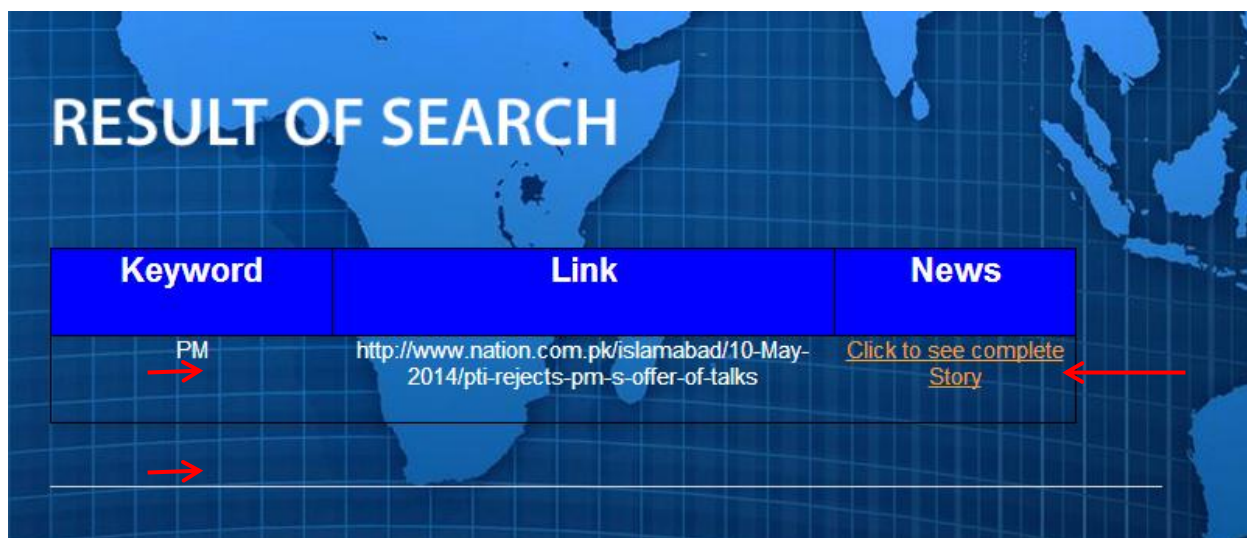 RESULT OF SEARCH
Keyword Link News
PM http://www.nation.com.pk/islamabad/10-May- Click to see complete
2014/pti-rejects-pm-s-offer-of-talks Story